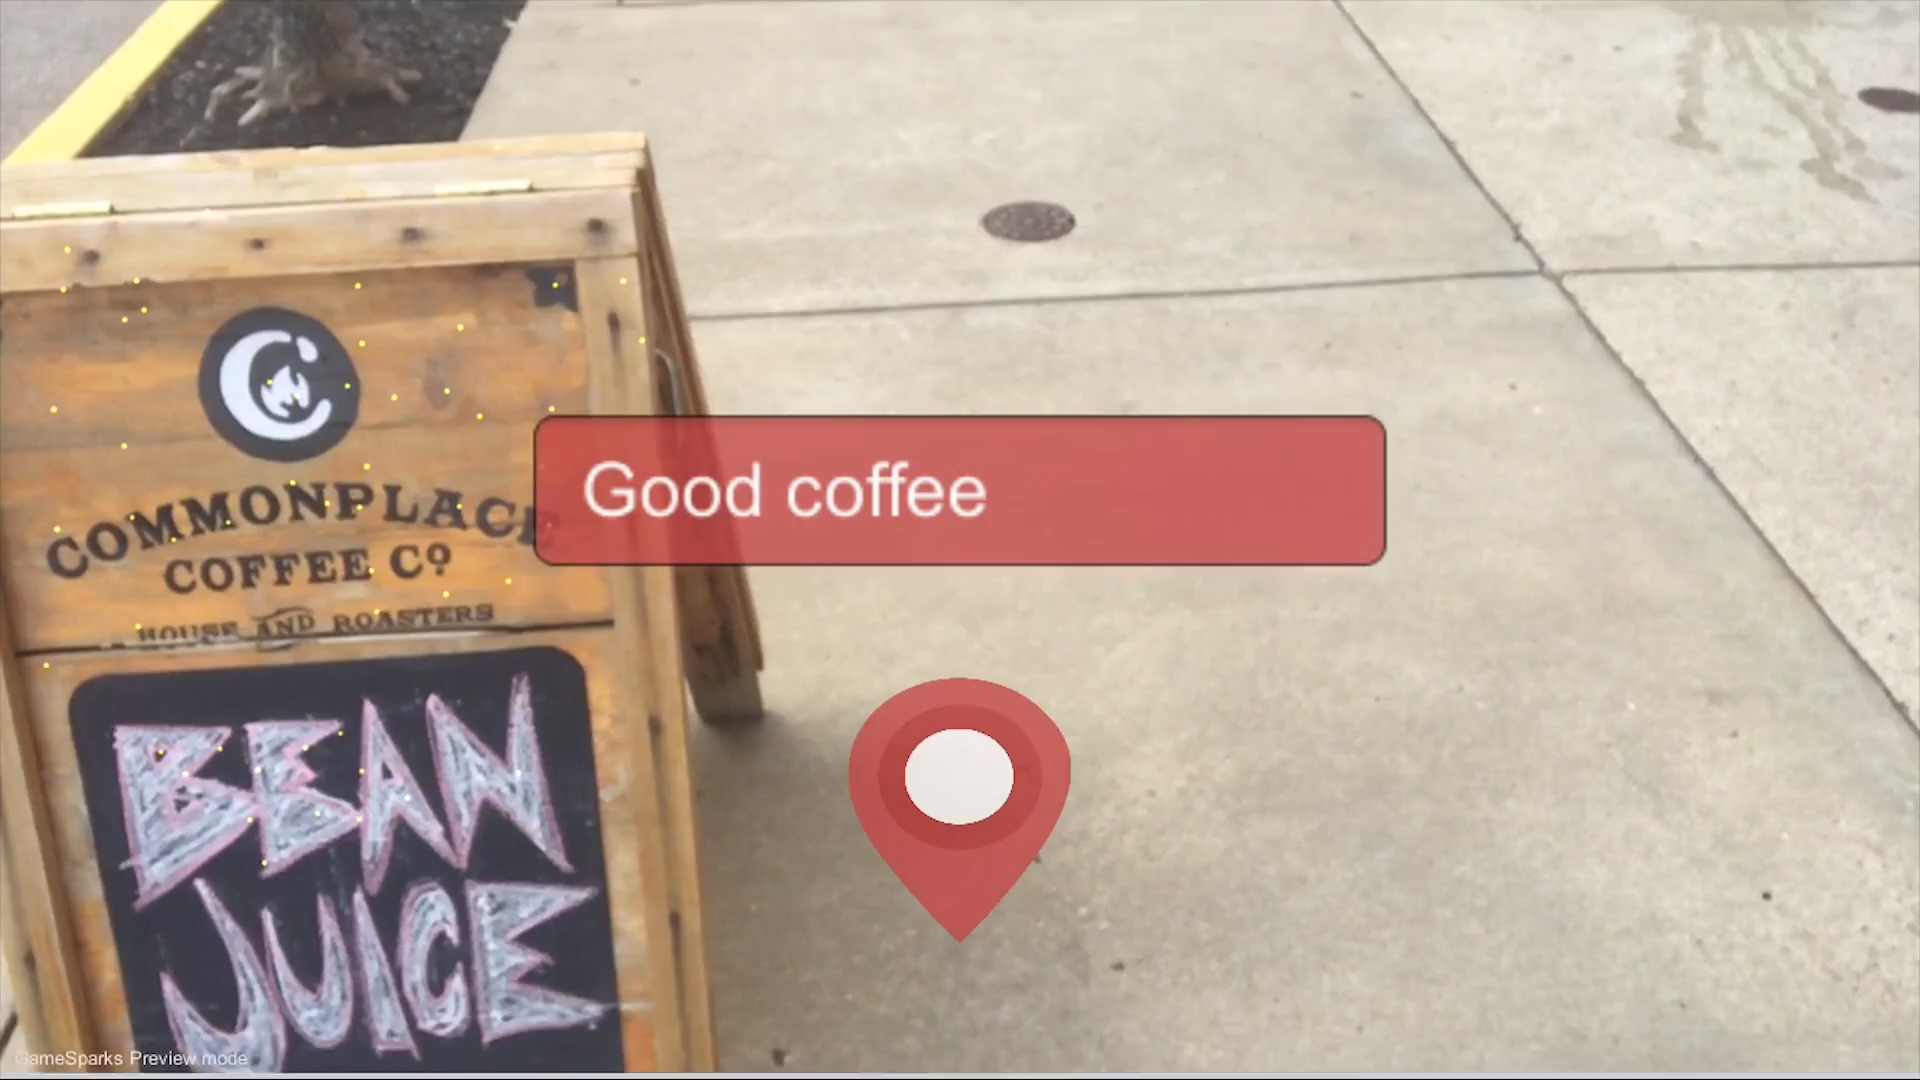 COMMONPLACE
COFFEE Cº
HOUSE AND ROASTERS
BEAN
JUICE
Good coffee
GameSparks Preview mode